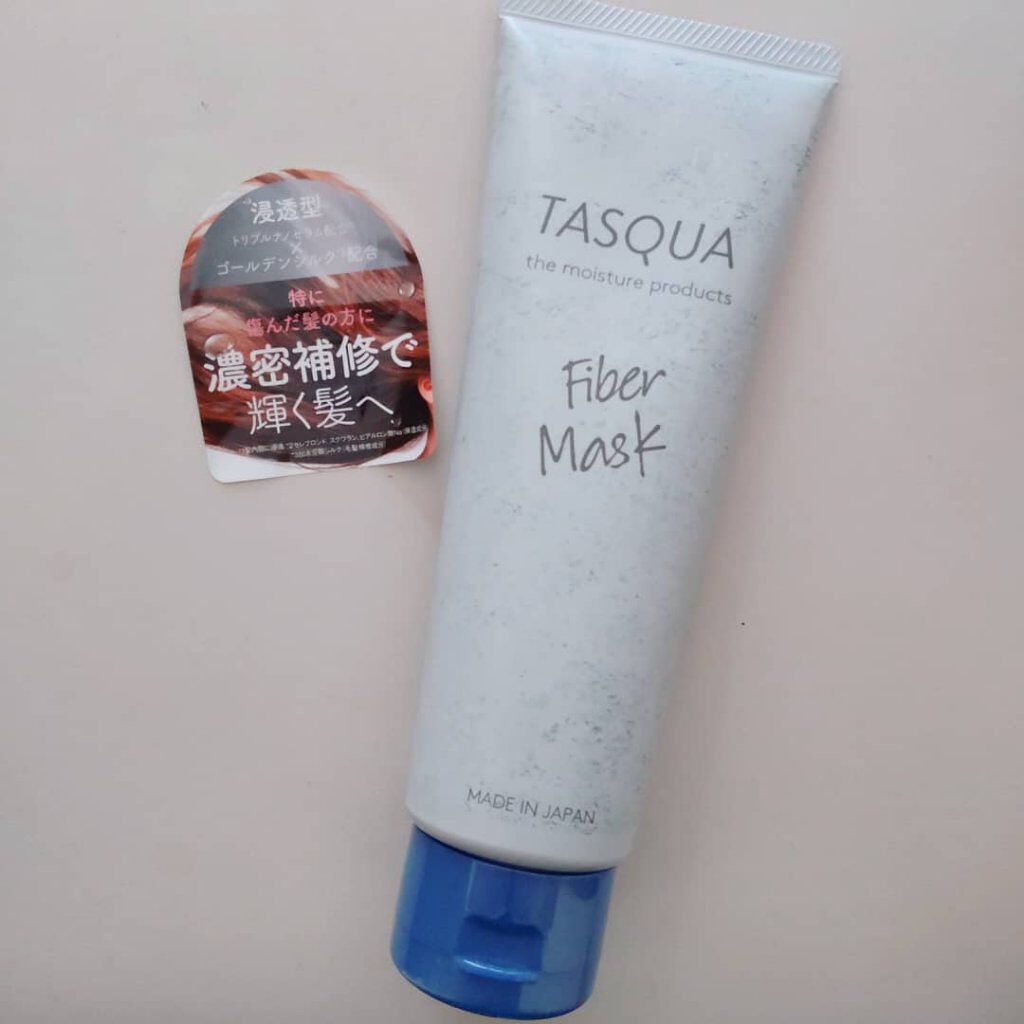 浸透型
トリプルナノセラム配合
×
ゴールデンシルク 配合
特に
傷んだ髪の方に
濃密補修で
輝く髪へ
TASQUA
the moisture products
Fiber
Mask
MADE IN JAPAN